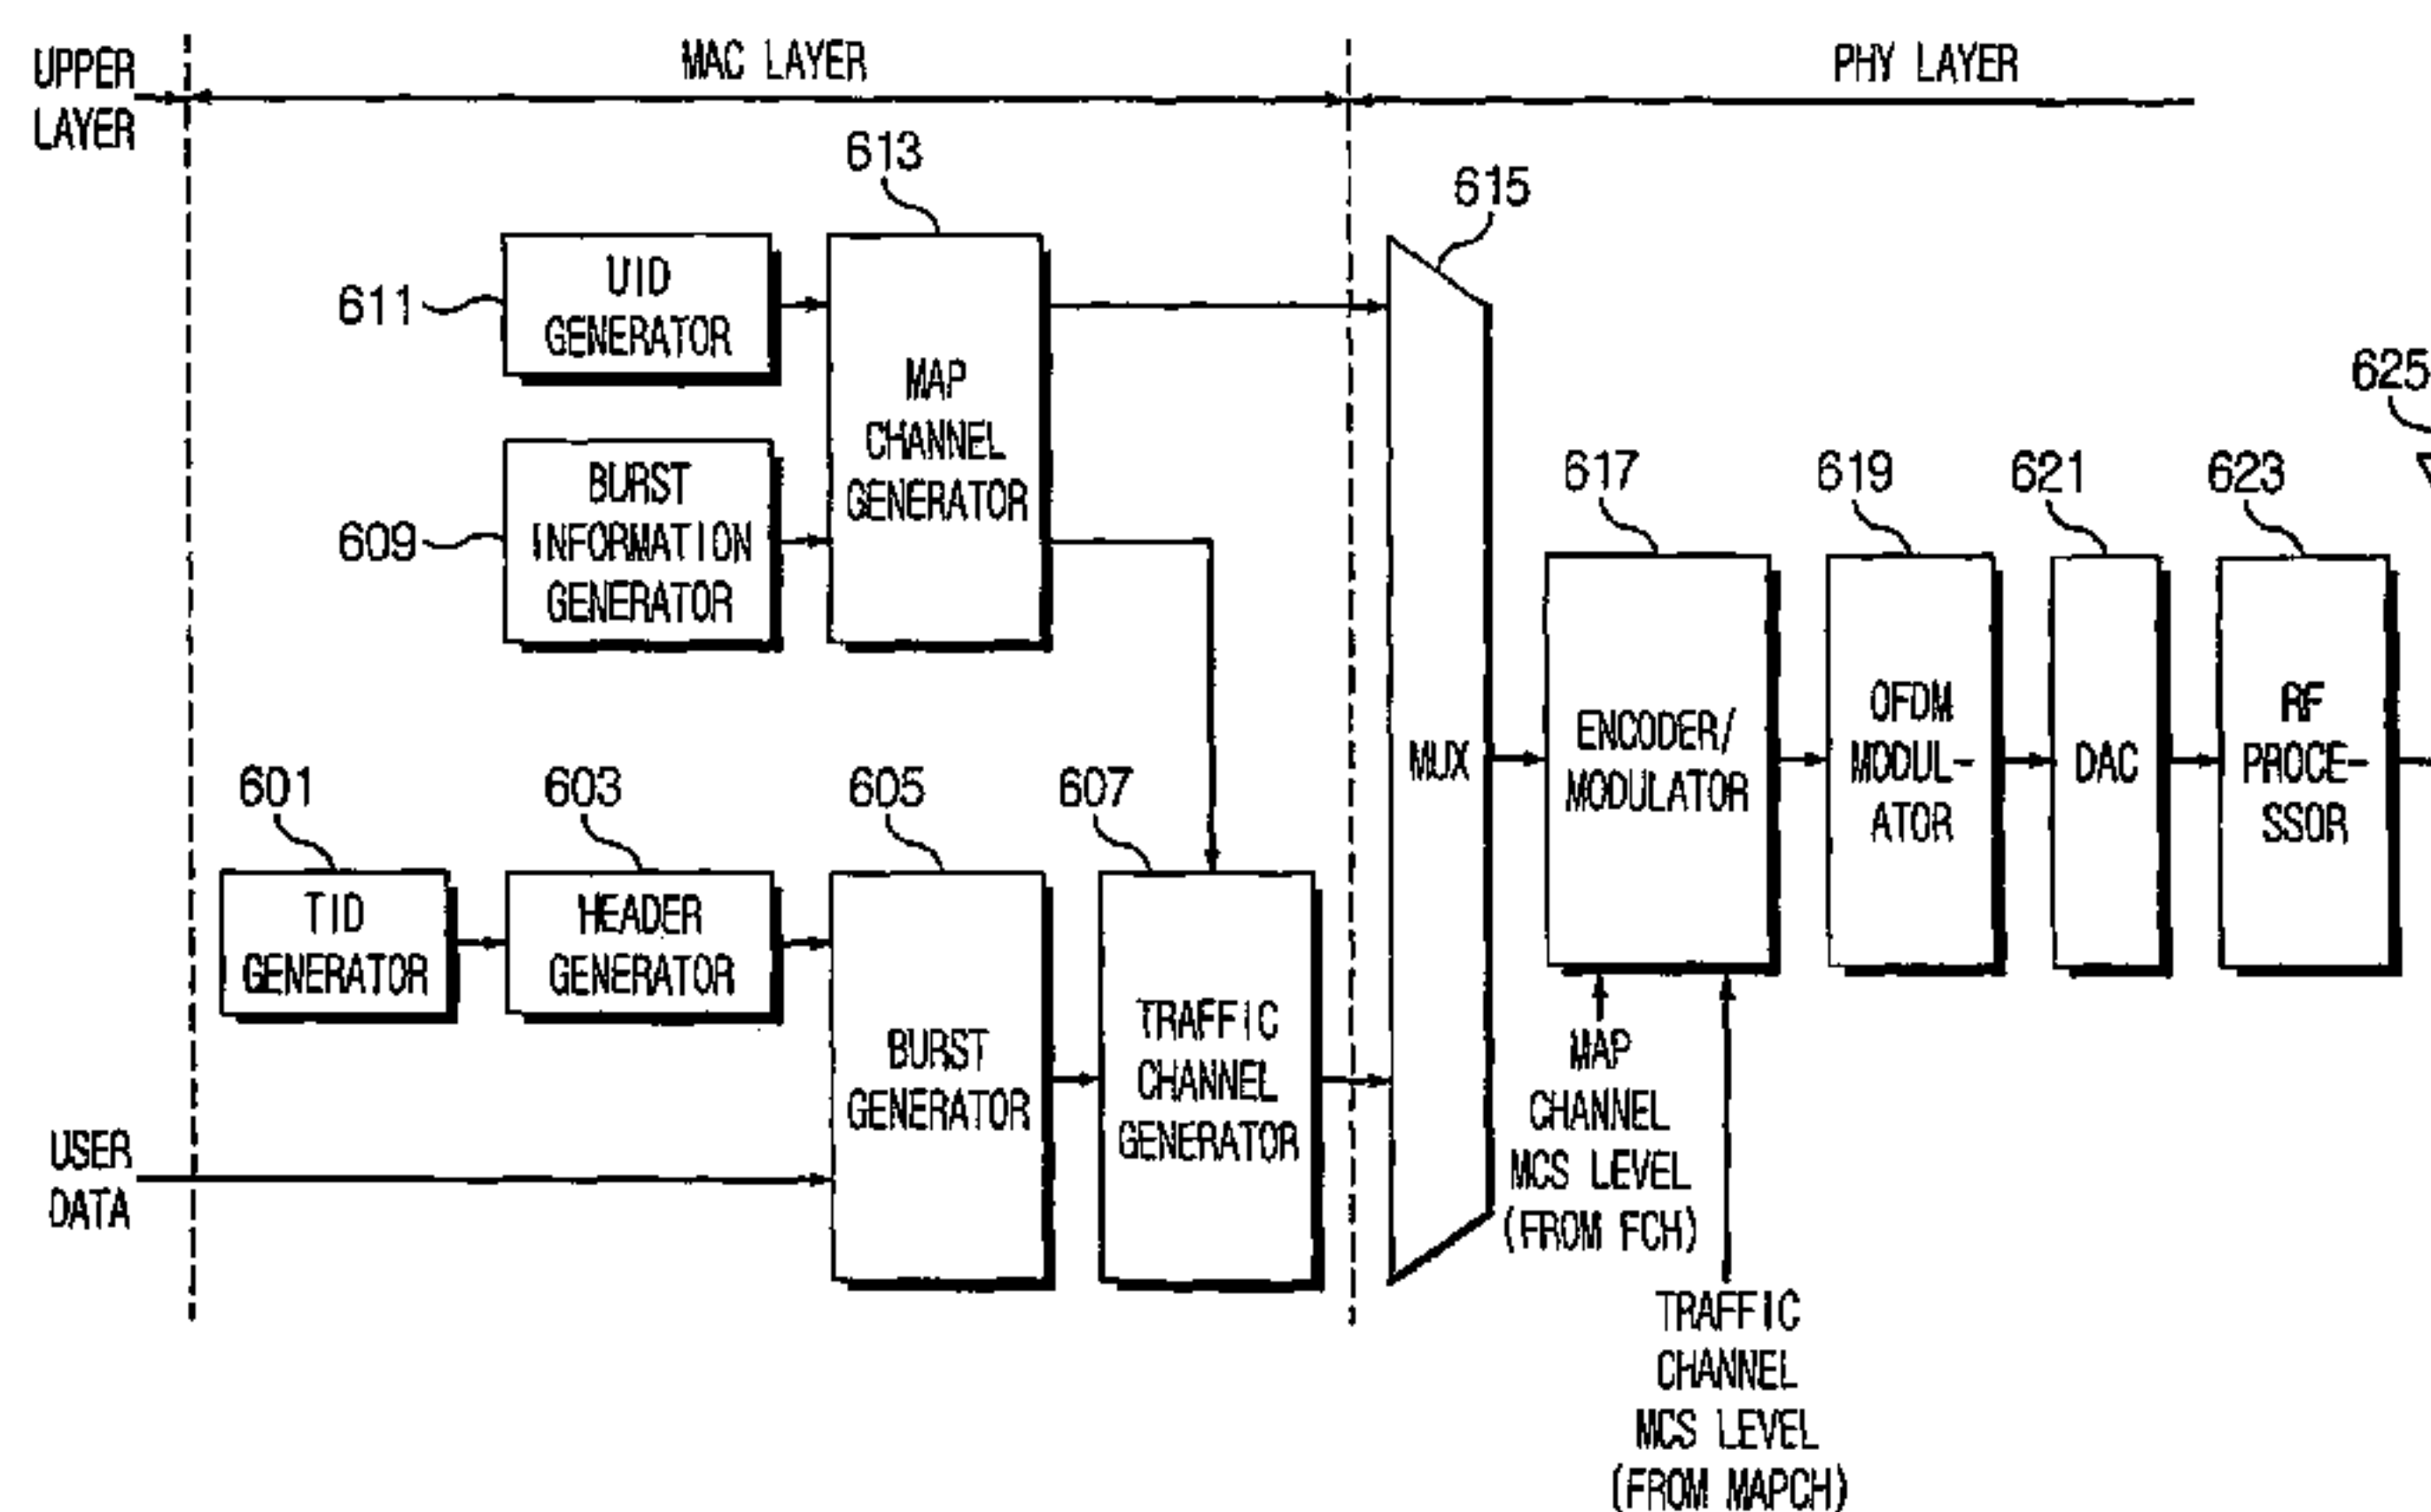 UPPER
LAYER
MAC LAYER
PHY LAYER
613
615
611
UID
GENERATOR
MAP
CHANNEL
GENERATOR
609
BURST
INFORMATION
GENERATOR
625
617
619
621
623
ENCODER/
MODULATOR
OFDM
MODUL-
ATOR
DAC
RF
PROCE-
SSOR
MUX
601
603
605
607
TID
GENERATOR
HEADER
GENERATOR
BURST
GENERATOR
TRAFFIC
CHANNEL
GENERATOR
USER
DATA
MAP
CHANNEL
MCS LEVEL
(FROM FCH)
TRAFFIC
CHANNEL
MCS LEVEL
(FROM MAPCH)